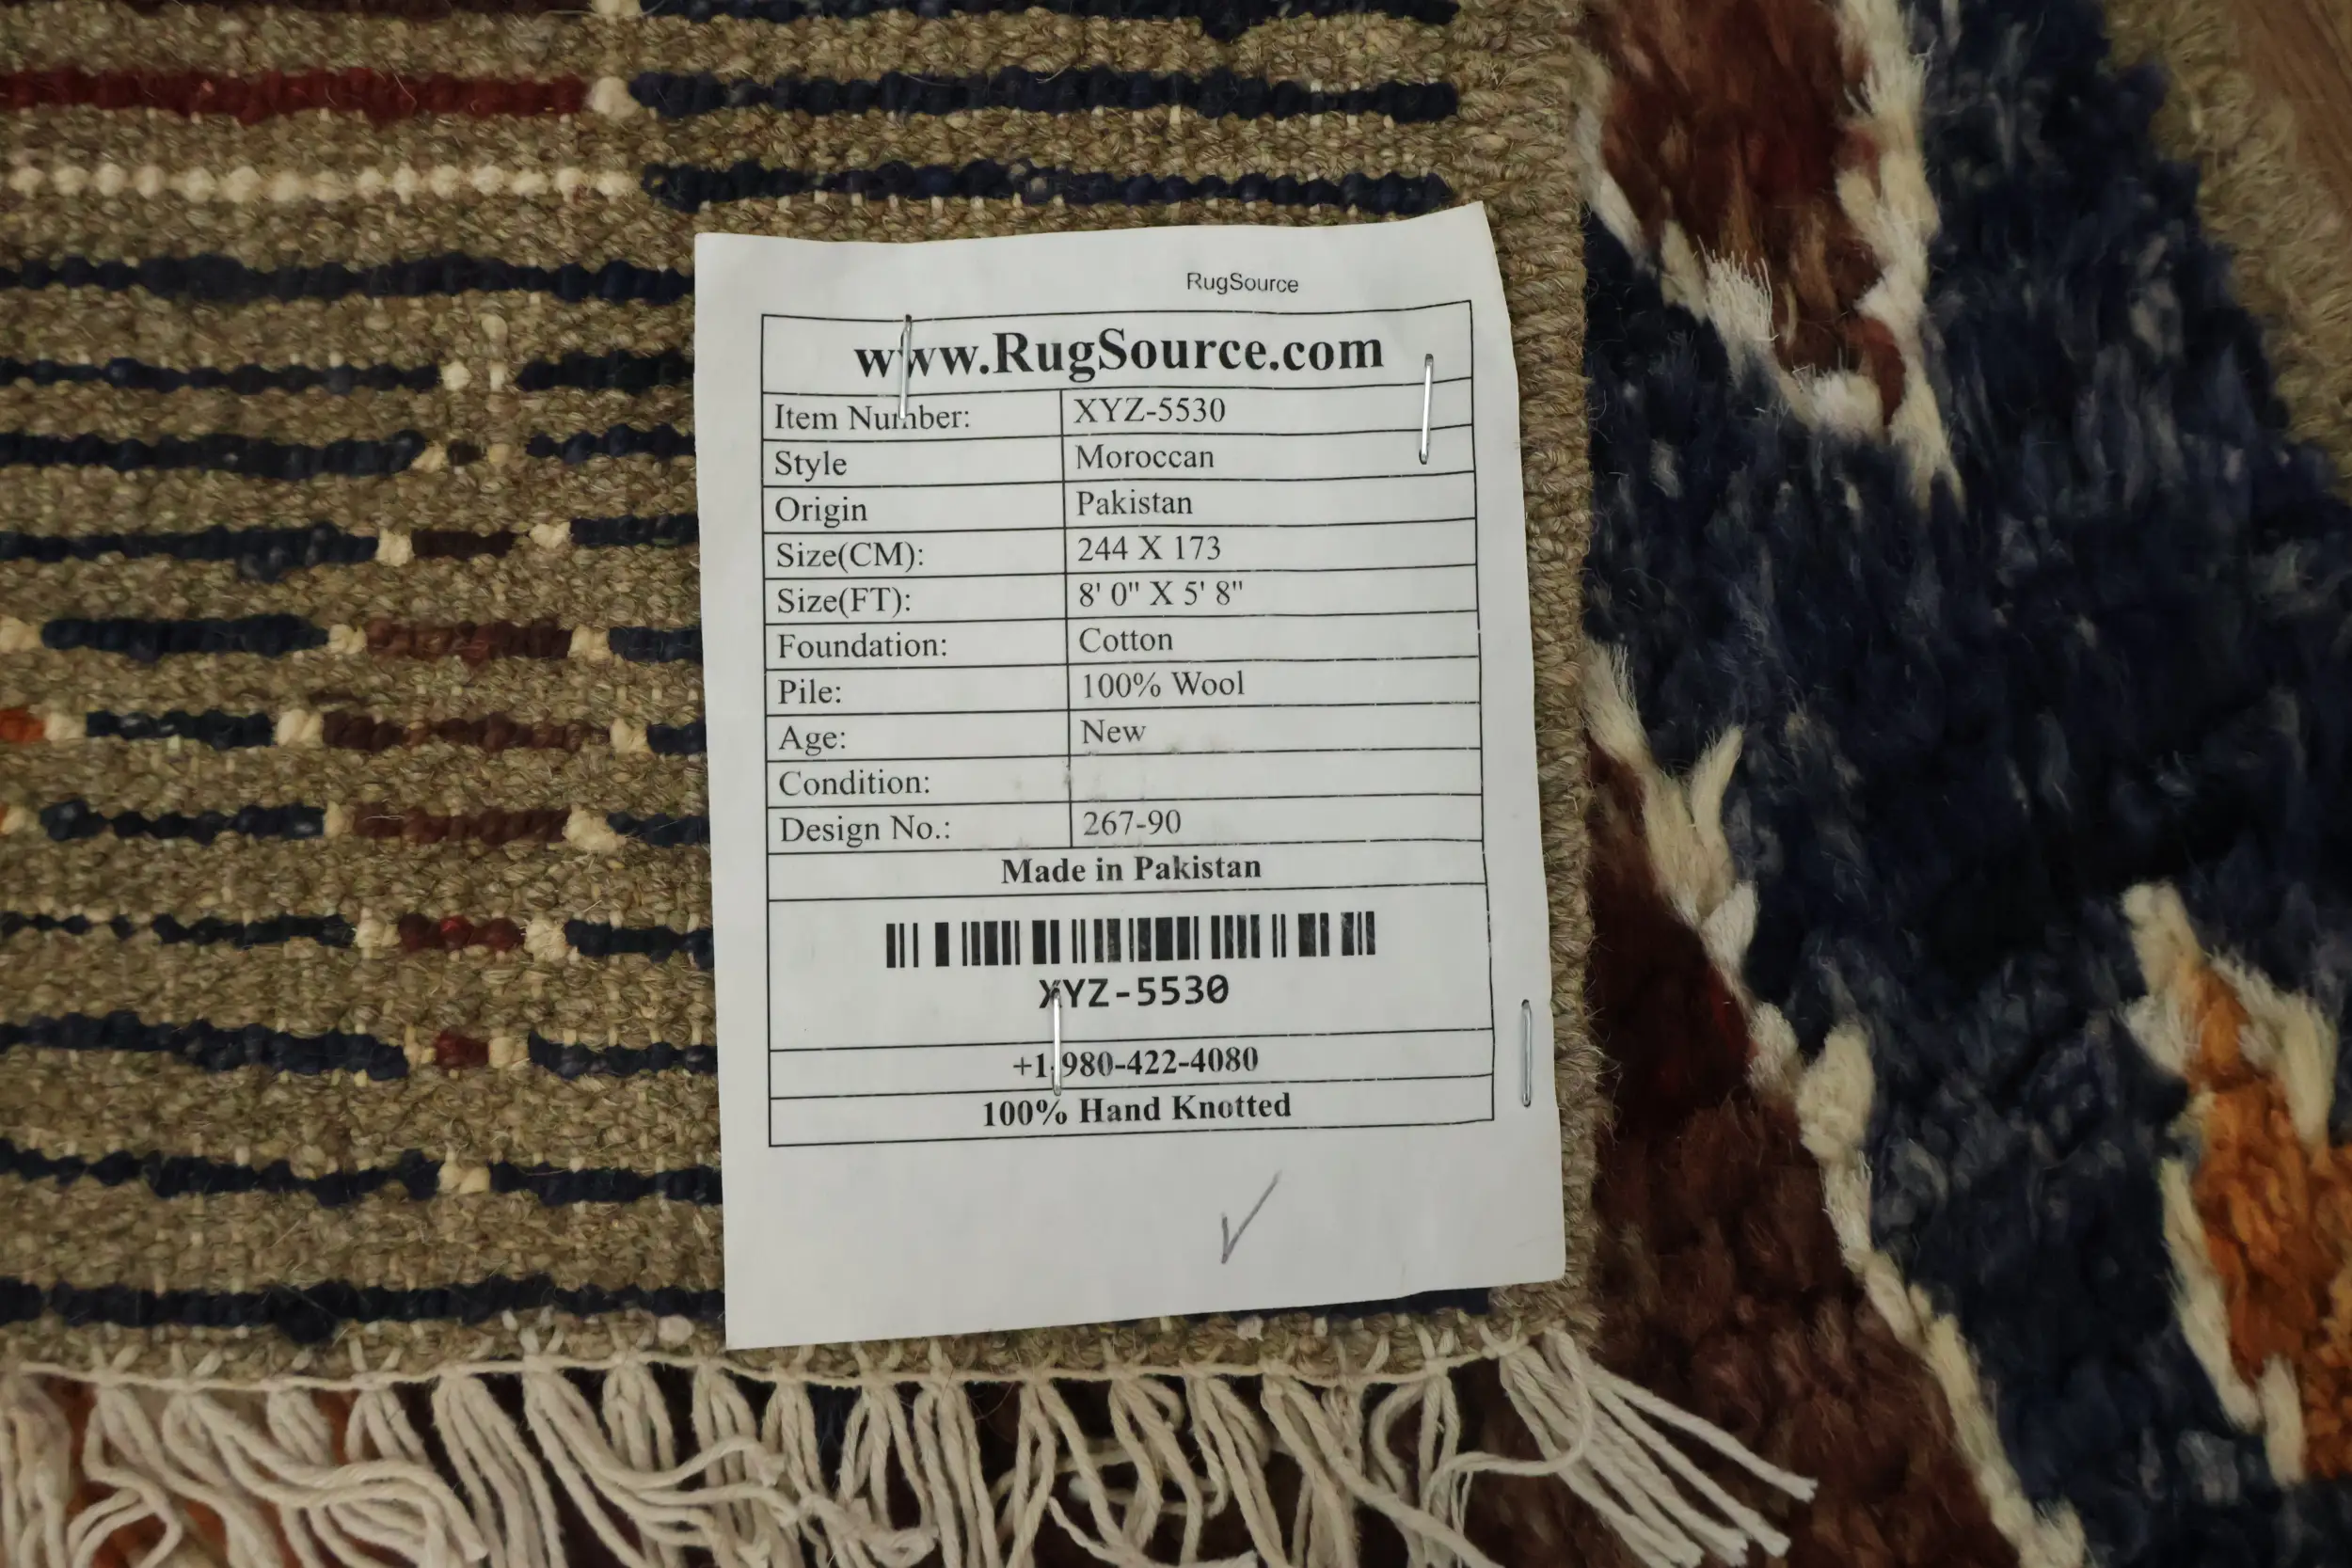 RugSource
www.RugSource.com
Item Number: XYZ-5530
Style Moroccan
Origin Pakistan
Size(CM): 244 X 173
Size(FT): 8' 0" X 5' 8"
Foundation: Cotton
Pile: 100% Wool
Age: New
Condition:
Design No.: 267-90
Made in Pakistan
XYZ-5530
+1-980-422-4080
100% Hand Knotted